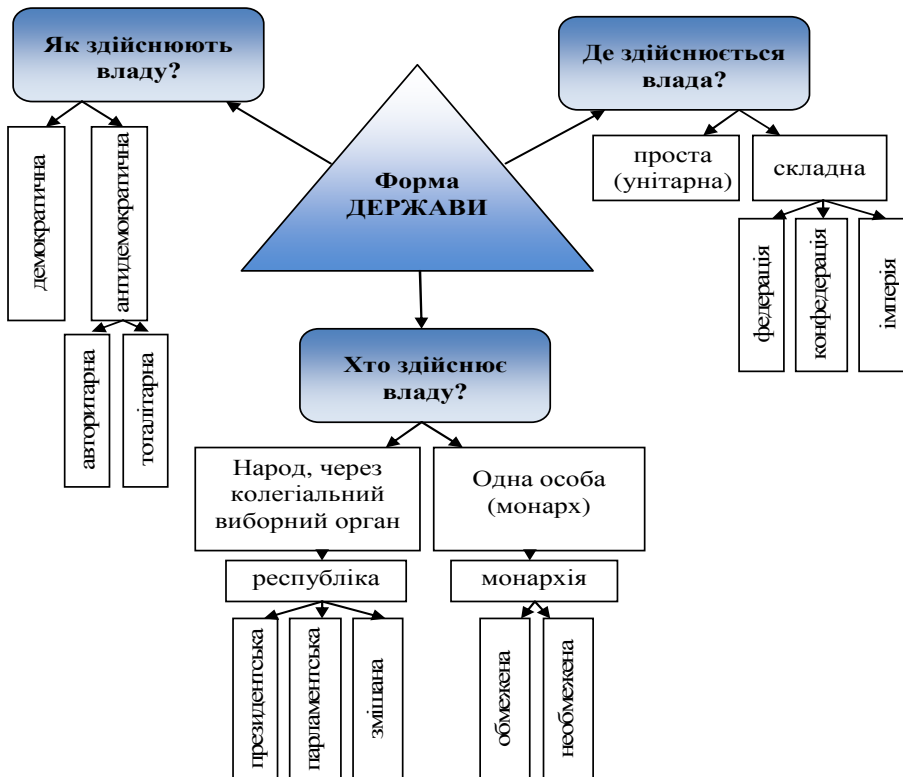 Як здійснюють
владу?
Де здійснюється
влада?
Форма
ДЕРЖАВИ
демократична
антидемократична
авторитарна
тоталітарна
проста
(унітарна)
складна
федерація
конфедерація
імперія
Хто здійснює
владу?
Народ, через
колегіальний
виборний орган
Одна особа
(монарх)
республіка
монархія
президентська
парламентська
змішана
обмежена
необмежена